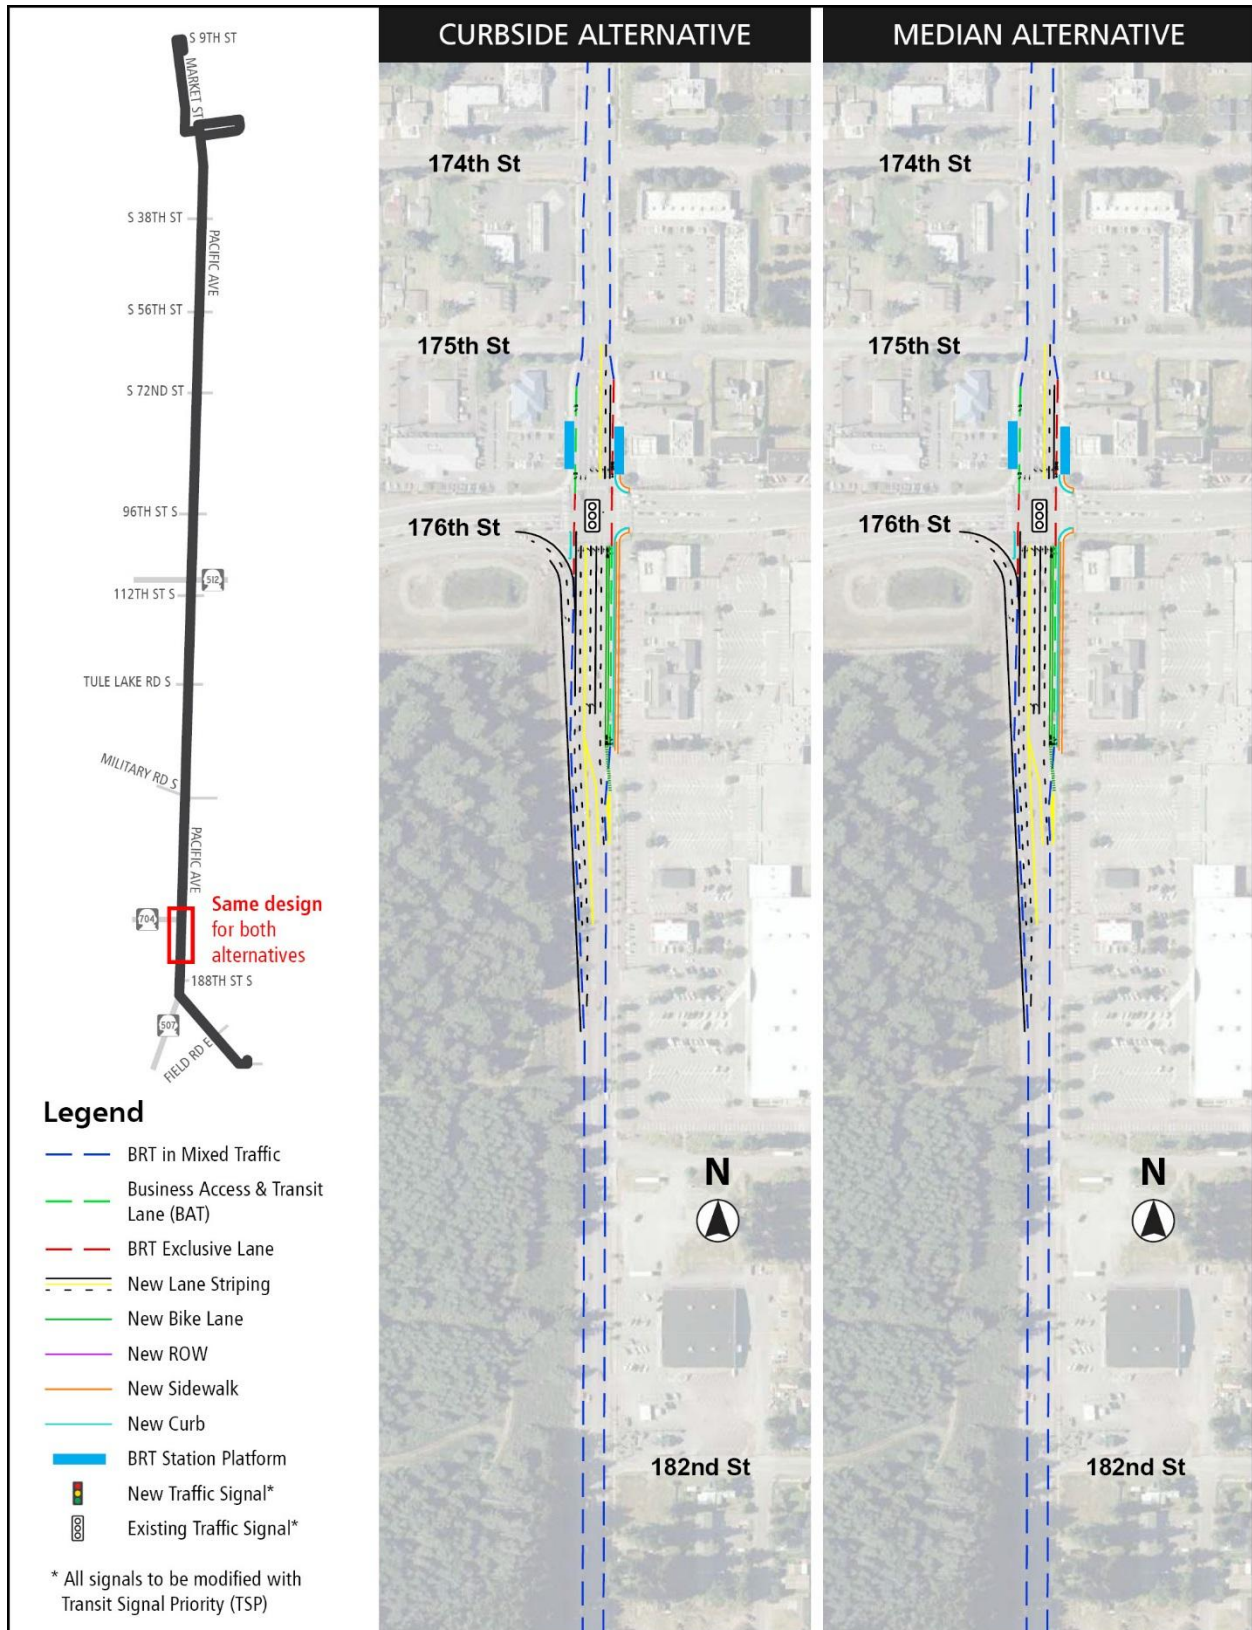 S 9TH ST
MARKET ST
S 38TH ST
PACIFIC AVE
S 56TH ST
S 72ND ST
96TH ST S
512
112TH ST S
TULE LAKE RD S
MILITARY RD S
PACIFIC AVE
704
Same design
for both
alternatives
188TH ST S
507
FIELD RD E
Legend
BRT in Mixed Traffic
Business Access & Transit
Lane (BAT)
BRT Exclusive Lane
New Lane Striping
New Bike Lane
New ROW
New Sidewalk
New Curb
BRT Station Platform
New Traffic Signal*
Existing Traffic Signal*
* All signals to be modified with
Transit Signal Priority (TSP)
CURBSIDE ALTERNATIVE
174th St
175th St
176th St
N
182nd St
MEDIAN ALTERNATIVE
174th St
175th St
176th St
N
182nd St